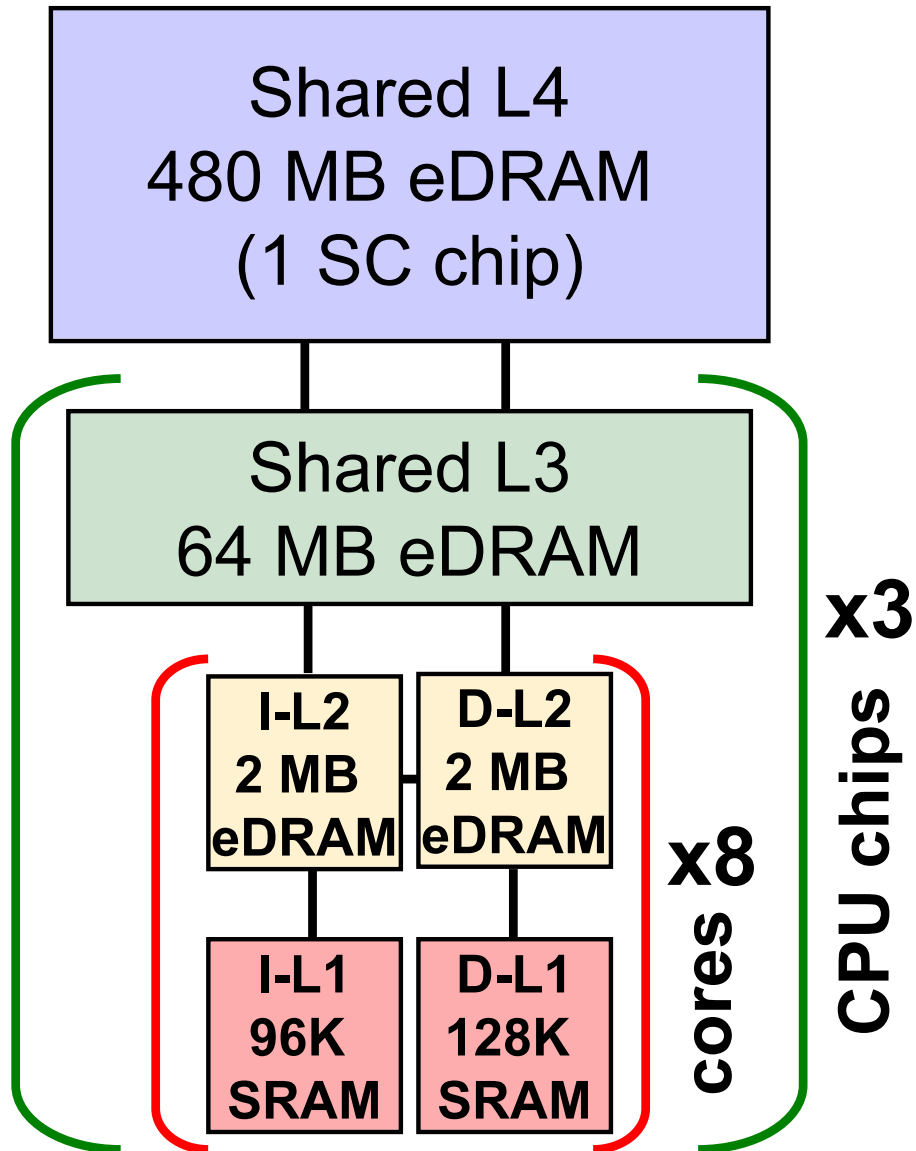 Shared L4
480 MB eDRAM
(1 SC chip)
Shared L3
64 MB eDRAM
I-L2
2 MB
eDRAM
D-L2
2 MB
eDRAM
I-L1
96K
SRAM
D-L1
128K
SRAM
x8
cores
x3
CPU chips